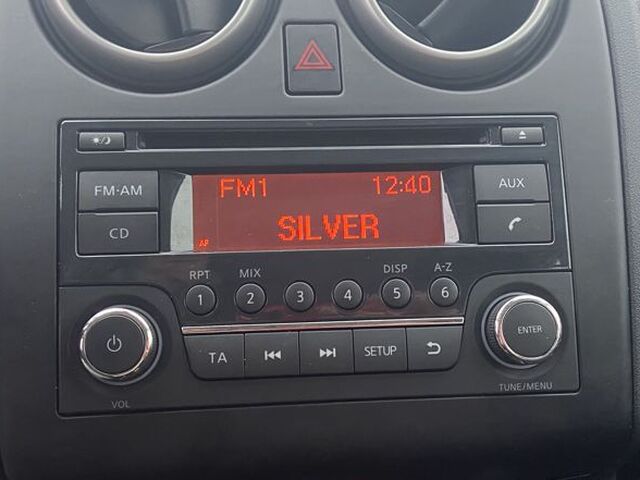 FM·AM
CD
FM1 12:40
SILVER
AF
AUX
RPT MIX DISP A-Z
1 2 3 4 5 6
TA SETUP
VOL
ENTER
TUNE/MENU